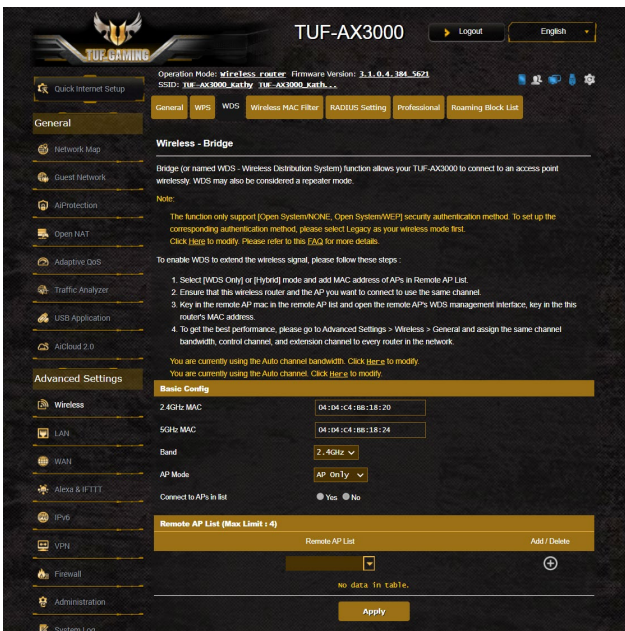 TUF GAMING
TUF-AX3000
Logout
English
Operation Mode: Wireless router Firmware Version: 3.1.0.4.384_5621
SSID: TUF-AX3000_Kathy TUF-AX3000_Kath...
Quick Internet Setup
General
Network Map
Guest Network
AiProtection
Open NAT
Adaptive QoS
Traffic Analyzer
USB Application
AiCloud 2.0
Advanced Settings
Wireless
LAN
WAN
Alexa & IFTTT
IPv6
VPN
Firewall
Administration
System Log
General WPS WDS Wireless MAC Filter RADIUS Setting Professional Roaming Block List
Wireless - Bridge
Bridge (or named WDS - Wireless Distribution System) function allows your TUF-AX3000 to connect to an access point
wirelessly. WDS may also be considered a repeater mode.
Note:
The function only support [Open System/NONE, Open System/WEP] security authentication method. To set up the
corresponding authentication method, please select Legacy as your wireless mode first.
Click Here to modify. Please refer to this FAQ for more details.
To enable WDS to extend the wireless signal, please follow these steps :
1. Select [WDS Only] or [Hybrid] mode and add MAC address of APs in Remote AP List.
2. Ensure that this wireless router and the AP you want to connect to use the same channel.
3. Key in the remote AP mac in the remote AP list and open the remote AP's WDS management interface, key in the this
router's MAC address.
4. To get the best performance, please go to Advanced Settings > Wireless > General and assign the same channel
bandwidth, control channel, and extension channel to every router in the network.
You are currently using the Auto channel bandwidth. Click Here to modify.
You are currently using the Auto channel. Click Here to modify.
Basic Config
2.4GHz MAC 04:D4:C4:BB:18:20
5GHz MAC 04:D4:C4:BB:18:24
Band 2.4GHz
AP Mode AP Only
Connect to APs in list Yes No
Remote AP List (Max Limit : 4)
Remote AP List Add / Delete
No data in table.
Apply